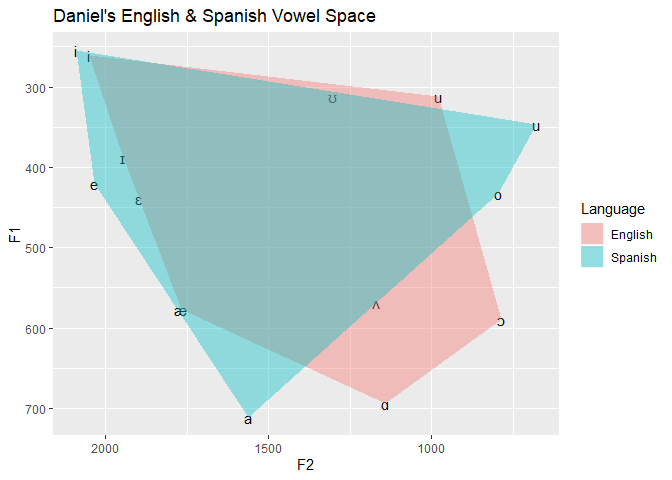 Daniel's English & Spanish Vowel Space
i
i
ʊ
u
u
ɪ
e
ɛ
o
æ
ʌ
ɔ
ɑ
a
300
400
500
600
700
F1
2000
1500
1000
F2
Language
English
Spanish